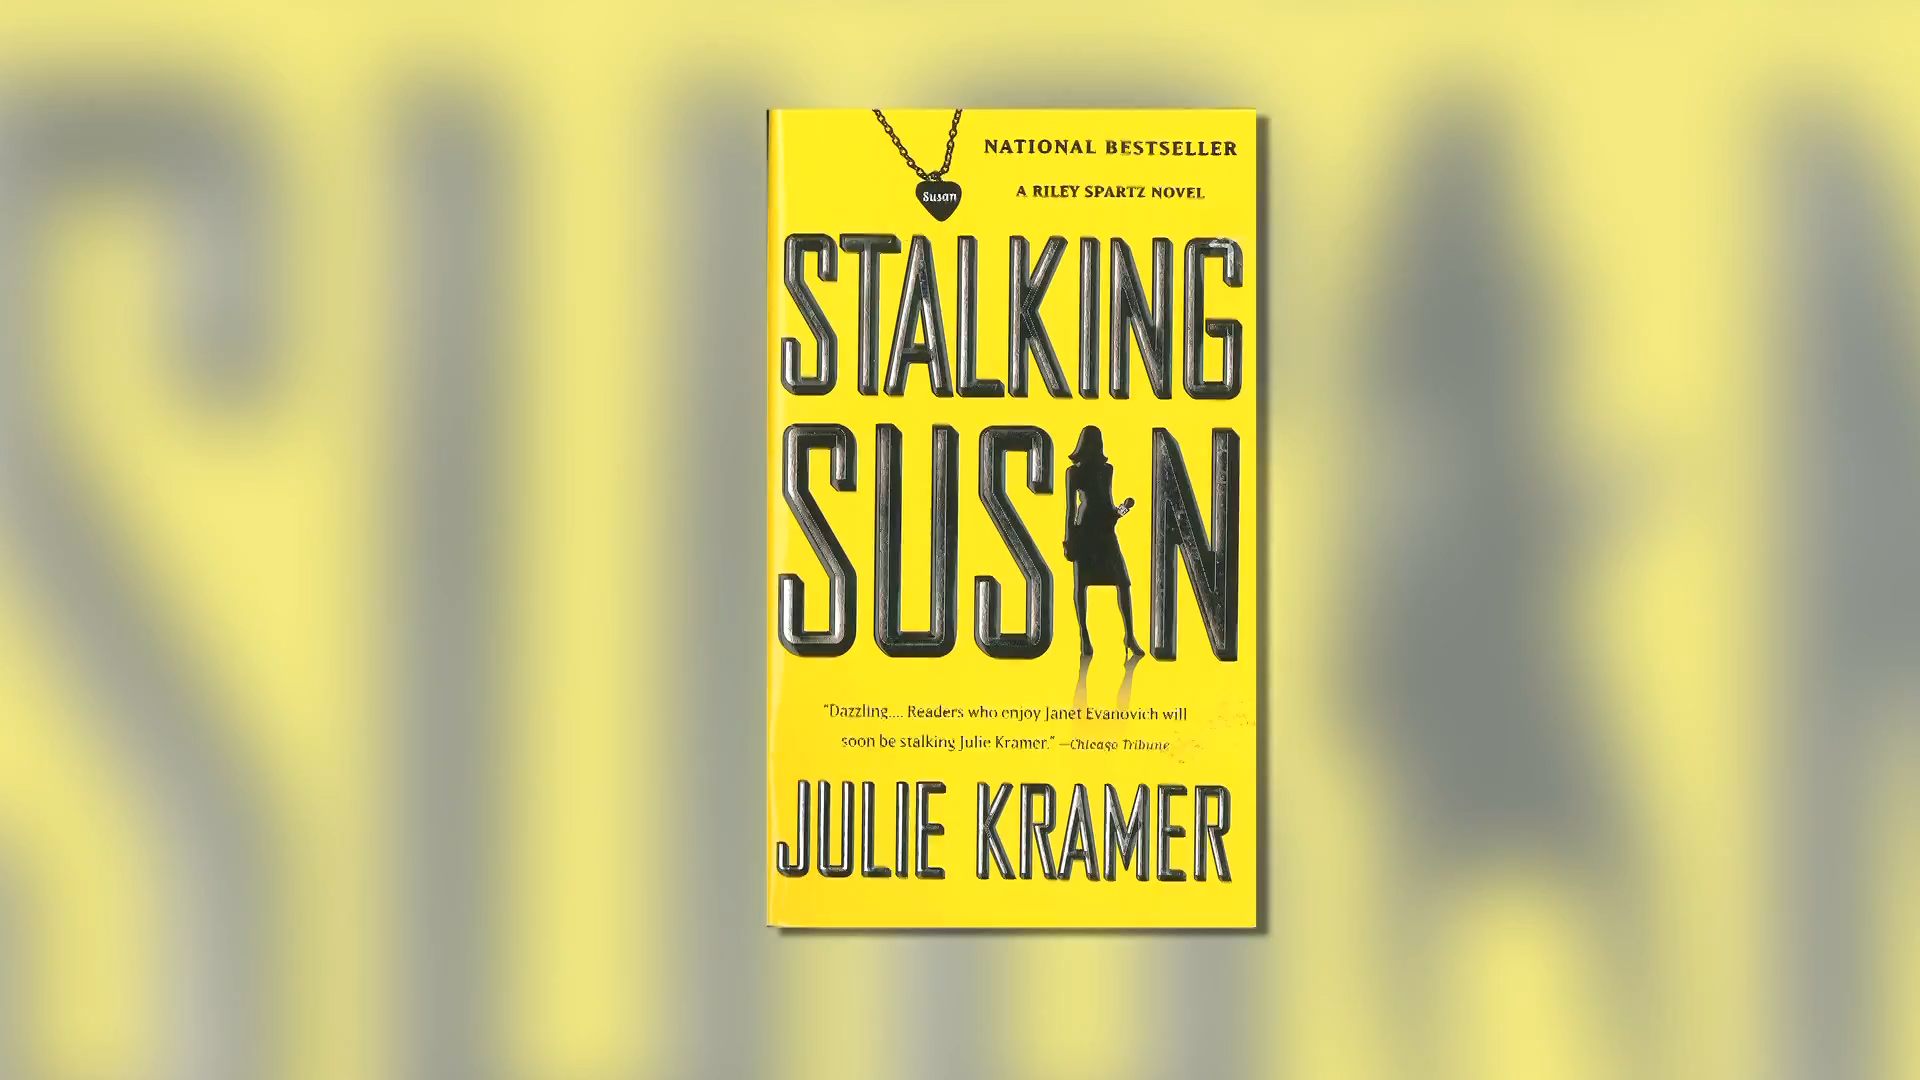 Susan
NATIONAL BESTSELLER
A RILEY SPARTZ NOVEL
STALKING
SUSAN
"Dazzling.... Readers who enjoy Janet Evanovich will
soon be stalking Julie Kramer." —Chicago Tribune
JULIE KRAMER